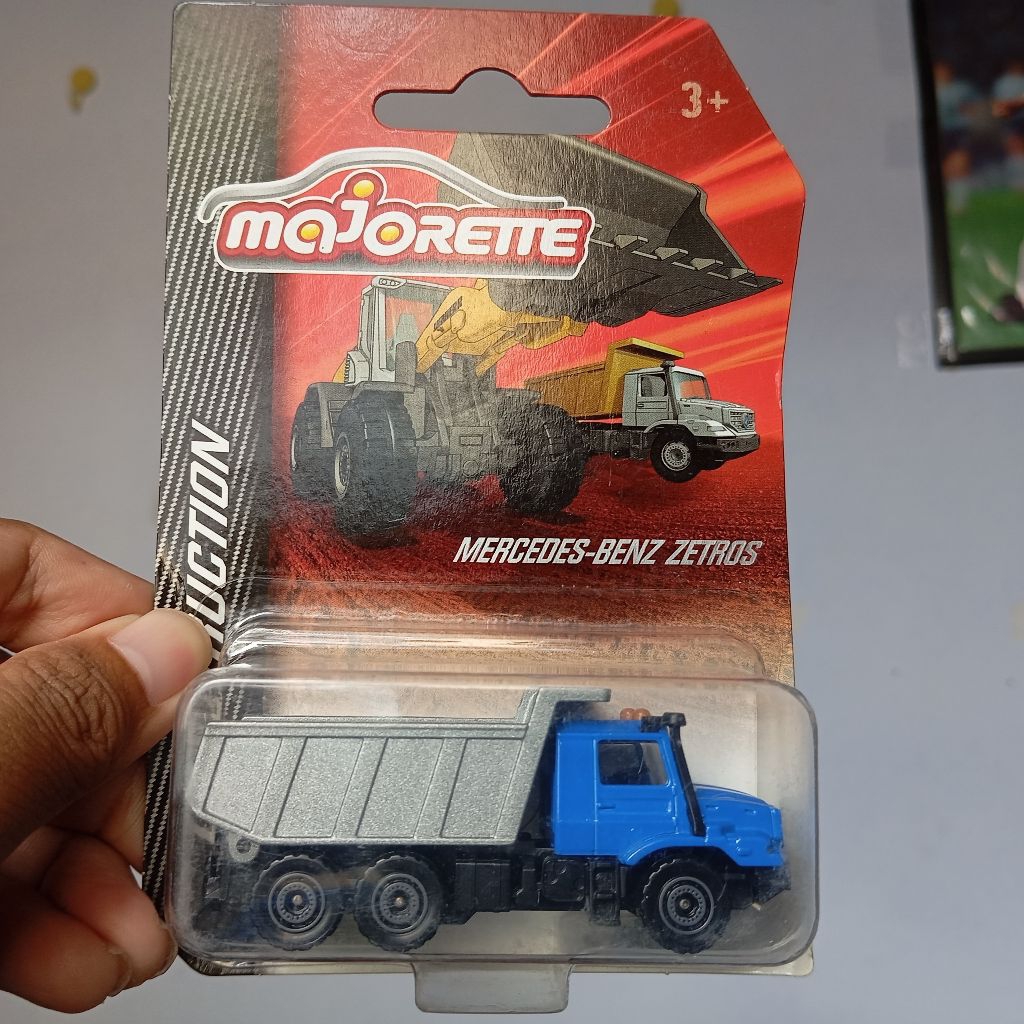 3+
majorette
UCTION
MERCEDES-BENZ ZETROS